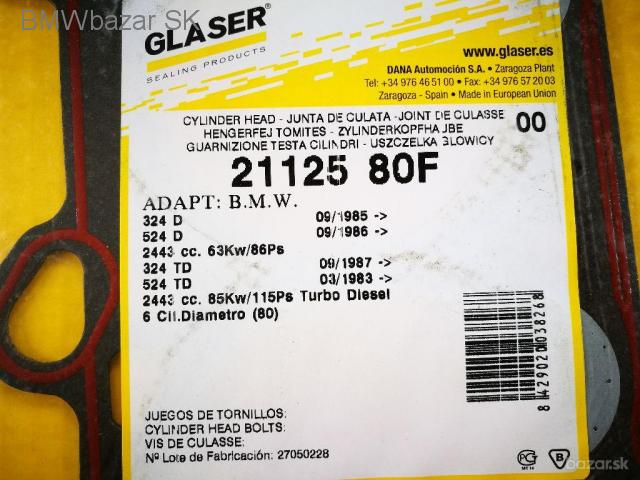 BMWbazar SK
GLASER®
SEALING PRODUCTS
www.glaser.es
DANA Automoción S.A. • Zaragoza Plant
Tel: +34 976 46 51 00 • Fax: +34 976 57 20 03
Zaragoza - Spain • Made in European Union
CYLINDER HEAD - JUNTA DE CULATA -JOINT DE CULASSE
HENGERFEJ TOMITES - ZYLINDERKOPFHA JBE
GUARNIZIONE TESTA CILINDRI - USZCZELKA GLOWICY
00
21125 80F
ADAPT: B.M.W.
324 D 09/1985 ->
524 D 09/1986 ->
2443 cc. 63Kw/86Ps
324 TD 09/1987 ->
524 TD 03/1983 ->
2443 cc. 85Kw/115Ps Turbo Diesel
6 Cil.Diametro (80)
8 429020 038268
JUEGOS DE TORNILLOS:
CYLINDER HEAD BOLTS:
VIS DE CULASSE:
Nº Lote de Fabricación: 27050228
B
bazar.sk